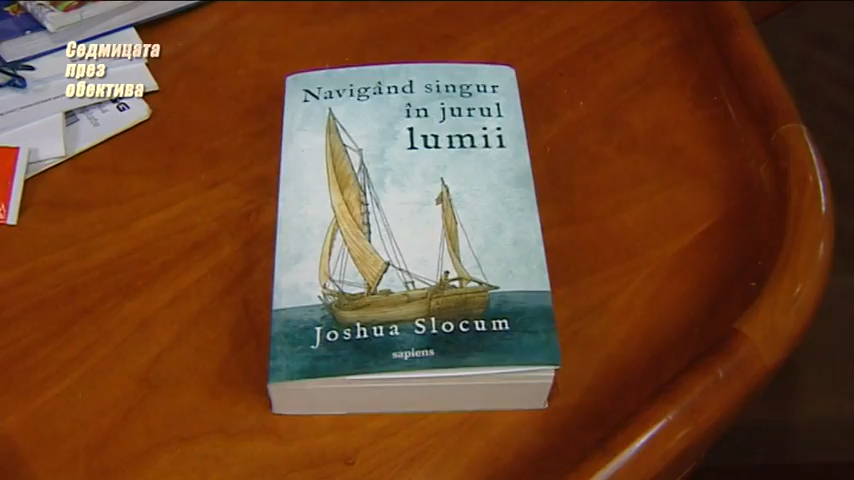 Седмицата
през
обектива
Navigând singur
în jurul
lumii
Joshua Slocum
sapiens